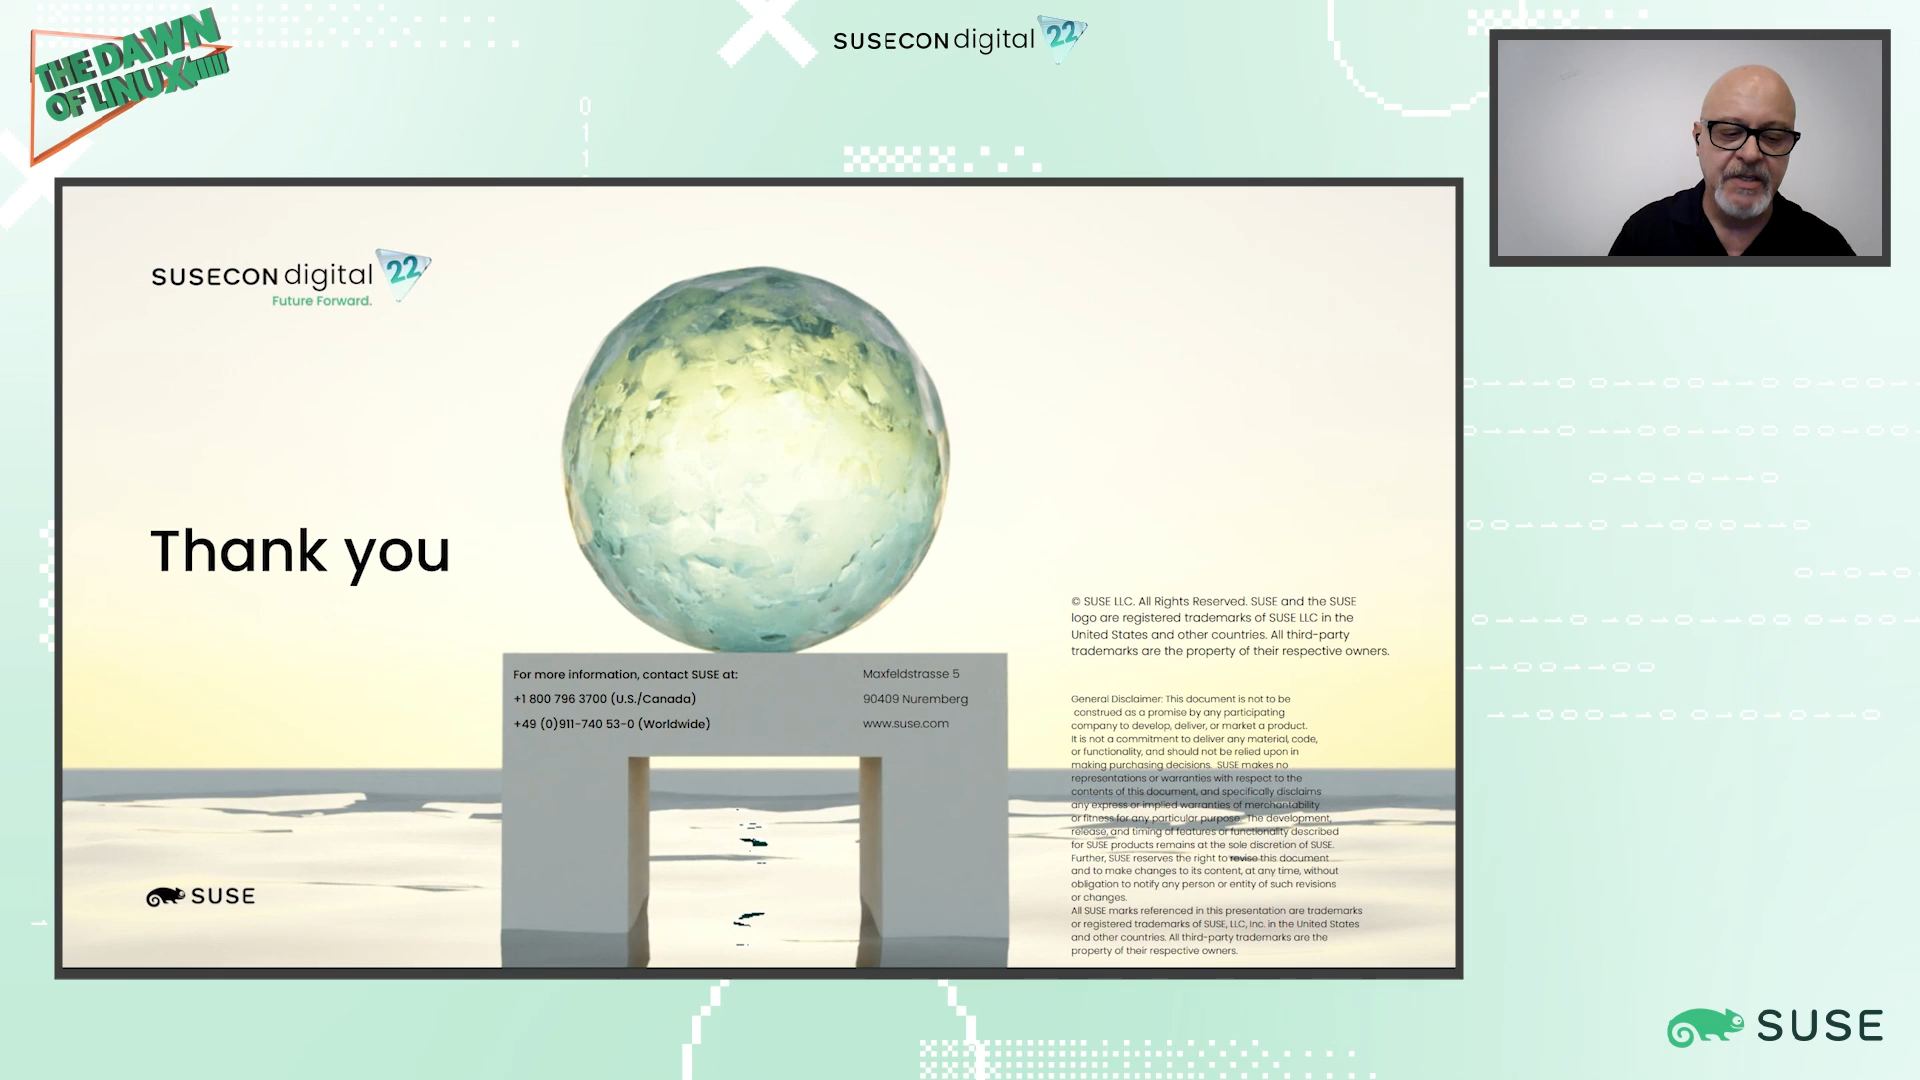 THE DAWN
OF LINUX
SUSECON digital 22
0
1
1
SUSECON digital 22
Future Forward.
Thank you
© SUSE LLC. All Rights Reserved. SUSE and the SUSE
logo are registered trademarks of SUSE LLC in the
United States and other countries. All third-party
trademarks are the property of their respective owners.
For more information, contact SUSE at:
+1 800 796 3700 (U.S./Canada)
+49 (0)911-740 53-0 (Worldwide)
Maxfeldstrasse 5
90409 Nuremberg
www.suse.com
General Disclaimer: This document is not to be
construed as a promise by any participating
company to develop, deliver, or market a product.
It is not a commitment to deliver any material, code,
or functionality, and should not be relied upon in
making purchasing decisions. SUSE makes no
representations or warranties with respect to the
contents of this document, and specifically disclaims
any express or implied warranties of merchantability
or fitness for any particular purpose. The development,
release, and timing of features or functionality described
for SUSE products remains at the sole discretion of SUSE.
Further, SUSE reserves the right to revise this document
and to make changes to its content, at any time, without
obligation to notify any person or entity of such revisions
or changes.
All SUSE marks referenced in this presentation are trademarks
or registered trademarks of SUSE, LLC, Inc. in the United States
and other countries. All third-party trademarks are the
property of their respective owners.
SUSE
SUSE